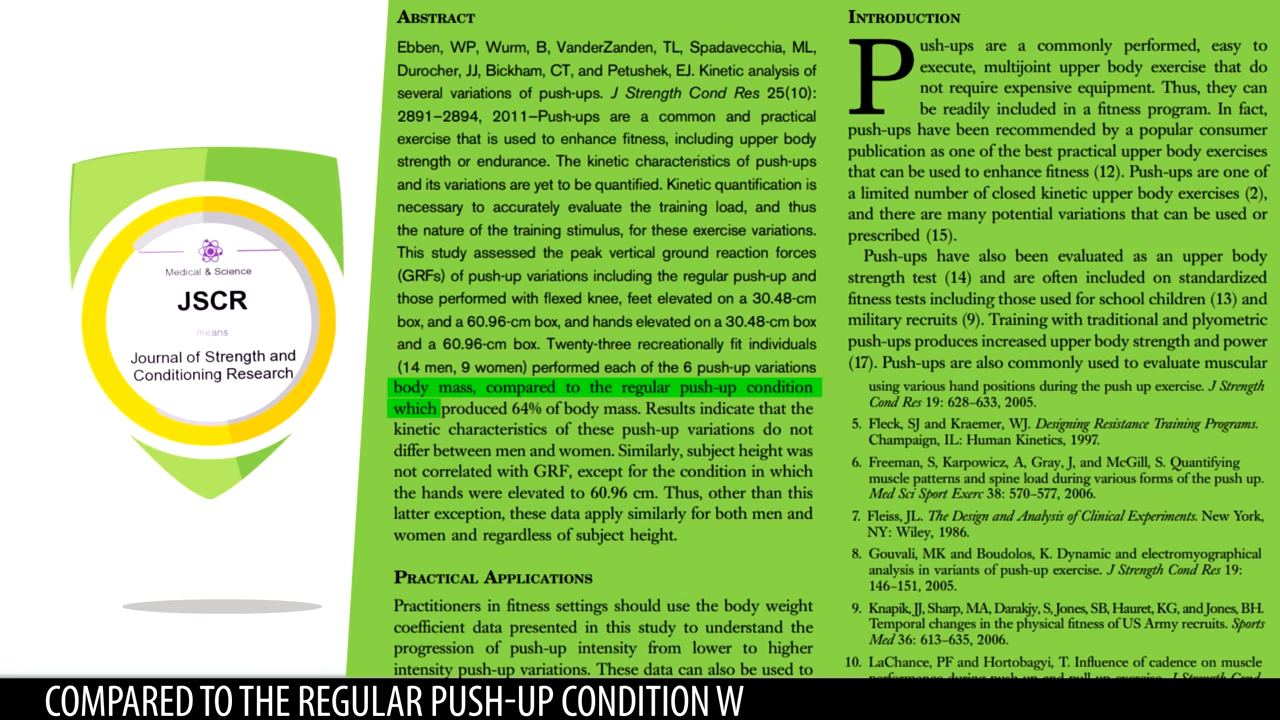 Medical & Science
JSCR
means
Journal of Strength and
Conditioning Research
ABSTRACT
Ebben, WP, Wurm, B, VanderZanden, TL, Spadavecchia, ML,
Durocher, JJ, Bickham, CT, and Petushek, EJ. Kinetic analysis of
several variations of push-ups. J Strength Cond Res 25(10):
2891–2894, 2011—Push-ups are a common and practical
exercise that is used to enhance fitness, including upper body
strength or endurance. The kinetic characteristics of push-ups
and its variations are yet to be quantified. Kinetic quantification is
necessary to accurately evaluate the training load, and thus
the nature of the training stimulus, for these exercise variations.
This study assessed the peak vertical ground reaction forces
(GRFs) of push-up variations including the regular push-up and
those performed with flexed knee, feet elevated on a 30.48-cm
box, and a 60.96-cm box, and hands elevated on a 30.48-cm box
and a 60.96-cm box. Twenty-three recreationally fit individuals
(14 men, 9 women) performed each of the 6 push-up variations
body mass, compared to the regular push-up condition
which produced 64% of body mass. Results indicate that the
kinetic characteristics of these push-up variations do not
differ between men and women. Similarly, subject height was
not correlated with GRF, except for the condition in which
the hands were elevated to 60.96 cm. Thus, other than this
latter exception, these data apply similarly for both men and
women and regardless of subject height.
PRACTICAL APPLICATIONS
Practitioners in fitness settings should use the body weight
coefficient data presented in this study to understand the
progression of push-up intensity from lower to higher
intensity push-up variations. These data can also be used to
INTRODUCTION
Push-ups are a commonly performed, easy to
execute, multijoint upper body exercise that do
not require expensive equipment. Thus, they can
be readily included in a fitness program. In fact,
push-ups have been recommended by a popular consumer
publication as one of the best practical upper body exercises
that can be used to enhance fitness (12). Push-ups are one of
a limited number of closed kinetic upper body exercises (2),
and there are many potential variations that can be used or
prescribed (15).
Push-ups have also been evaluated as an upper body
strength test (14) and are often included on standardized
fitness tests including those used for school children (13) and
military recruits (9). Training with traditional and plyometric
push-ups produces increased upper body strength and power
(17). Push-ups are also commonly used to evaluate muscular
using various hand positions during the push up exercise. J Strength
Cond Res 19: 628–633, 2005.
5. Fleck, SJ and Kraemer, WJ. Designing Resistance Training Programs.
Champaign, IL: Human Kinetics, 1997.
6. Freeman, S, Karpowicz, A, Gray, J, and McGill, S. Quantifying
muscle patterns and spine load during various forms of the push up.
Med Sci Sport Exerc 38: 570–577, 2006.
7. Fleiss, JL. The Design and Analysis of Clinical Experiments. New York,
NY: Wiley, 1986.
8. Gouvali, MK and Boudolos, K. Dynamic and electromyographical
analysis in variants of push-up exercise. J Strength Cond Res 19:
146–151, 2005.
9. Knapik, JJ, Sharp, MA, Darakjy, S, Jones, SB, Hauret, KG, and Jones, BH.
Temporal changes in the physical fitness of US Army recruits. Sports
Med 36: 613–635, 2006.
10. LaChance, PF and Hortobagyi, T. Influence of cadence on muscle
performance during push-up and pull-up exercise. J Strength Cond
COMPARED TO THE REGULAR PUSH-UP CONDITION W